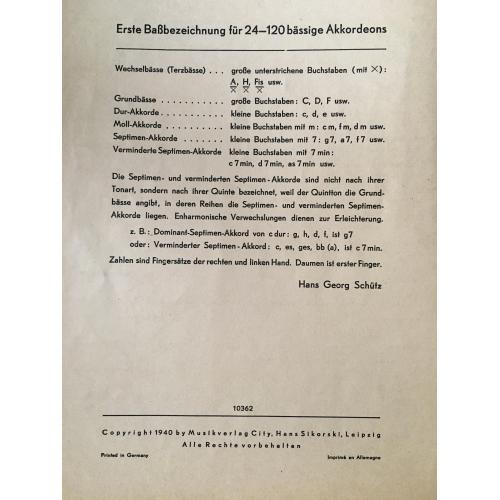 Erste Baßbezeichnung für 24—120 bässige Akkordeons
Wechselbässe (Terzbässe) . . . große unterstrichene Buchstaben (mit ×):
A, H, Fis usw.
× × ×
Grundbässe . . . . . . . . . . . große Buchstaben: C, D, F usw.
Dur-Akkorde . . . . . . . . . . . kleine Buchstaben: c, d, e usw.
Moll-Akkorde . . . . . . . . . . kleine Buchstaben mit m: c m, f m, d m usw.
Septimen-Akkorde . . . . . . . kleine Buchstaben mit 7: g7, a7, f7 usw.
Verminderte Septimen-Akkorde kleine Buchstaben mit 7 min:
c 7 min, d 7 min, as 7 min usw.
Die Septimen- und verminderten Septimen-Akkorde sind nicht nach ihrer
Tonart, sondern nach ihrer Quinte bezeichnet, weil der Quintton die Grund-
bässe angibt, in deren Reihen die Septimen- und verminderten Septimen-
Akkorde liegen. Enharmonische Verwechslungen dienen zur Erleichterung.
z. B.: Dominant-Septimen-Akkord von c dur: g, h, d, f, ist g7
oder: Verminderter Septimen-Akkord: c, es, ges, bb (a), ist c 7 min.
Zahlen sind Fingersätze der rechten und linken Hand. Daumen ist erster Finger.
Hans Georg Schütz
10362
Copyright 1940 by Musikverlag City, Hans Sikorski, Leipzig
Alle Rechte vorbehalten
Printed in Germany Imprimé en Allemagne